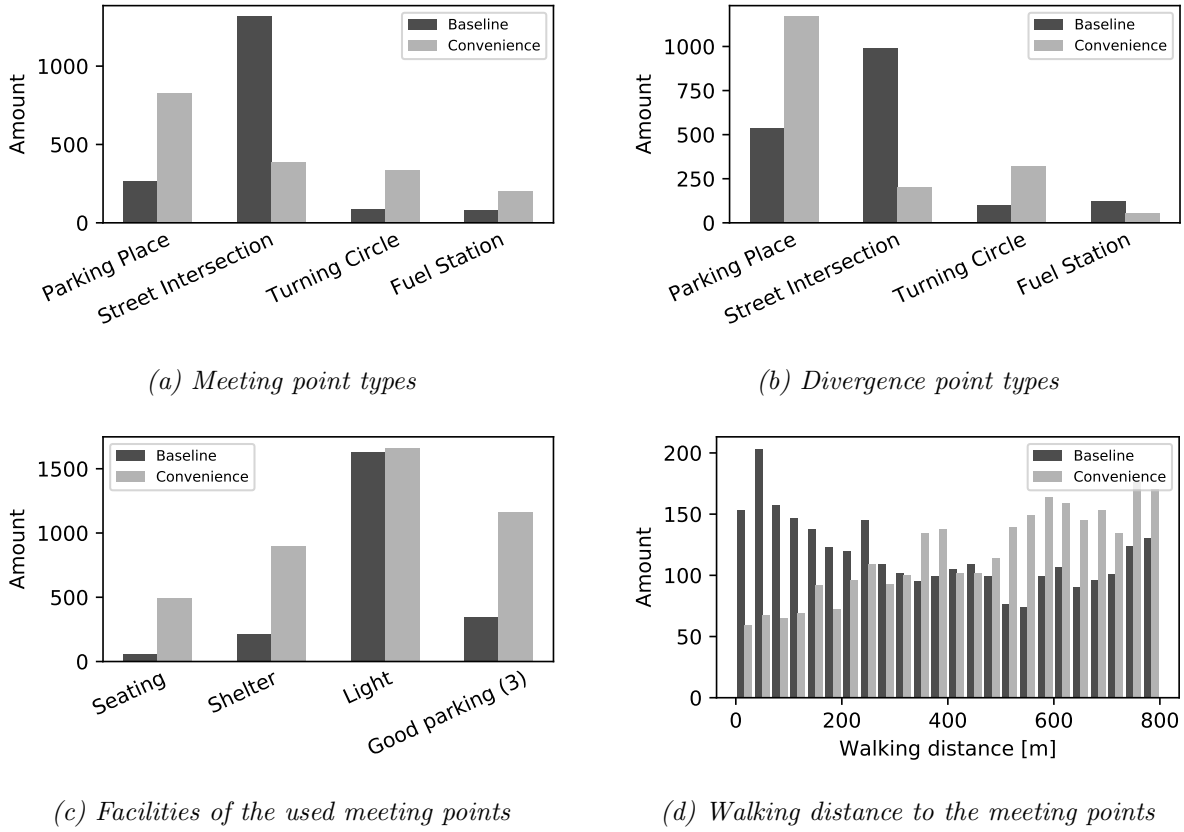 Baseline
Convenience
Amount
1000
500
0
Parking Place
Street Intersection
Turning Circle
Fuel Station
(a) Meeting point types
Baseline
Convenience
Amount
1000
750
500
250
0
Parking Place
Street Intersection
Turning Circle
Fuel Station
(b) Divergence point types
Baseline
Convenience
Amount
1500
1000
500
0
Seating
Shelter
Light
Good parking (3)
(c) Facilities of the used meeting points
Baseline
Convenience
Amount
200
150
100
50
0
0 200 400 600 800
Walking distance [m]
(d) Walking distance to the meeting points